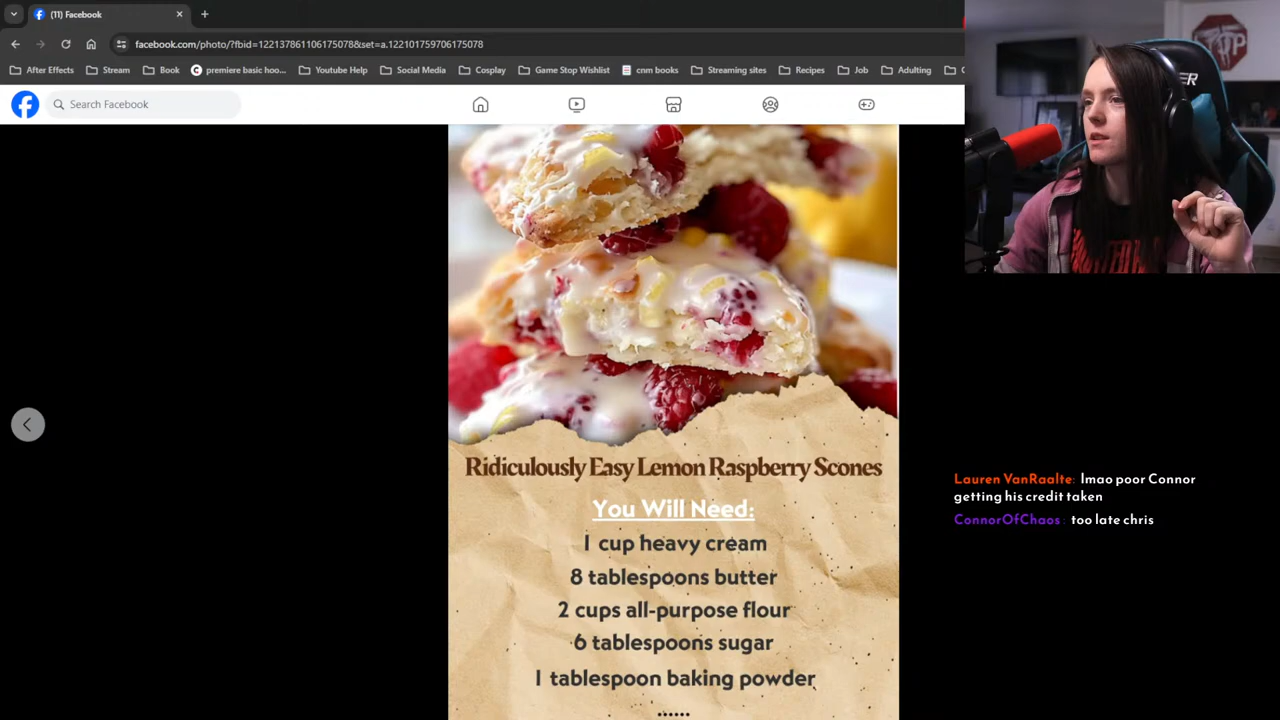 (11) Facebook
facebook.com/photo/?fbid=122137861106175078&set=a.122101759706175078
After Effects Stream Book premiere basic hoo... Youtube Help Social Media Cosplay Game Stop Wishlist cnm books Streaming sites Recipes Job Adulting
Search Facebook
Ridiculously Easy Lemon Raspberry Scones
You Will Need:
1 cup heavy cream
8 tablespoons butter
2 cups all-purpose flour
6 tablespoons sugar
1 tablespoon baking powder
......
Lauren VanRaalte: lmao poor Connor
getting his credit taken
ConnorOfChaos : too late chris